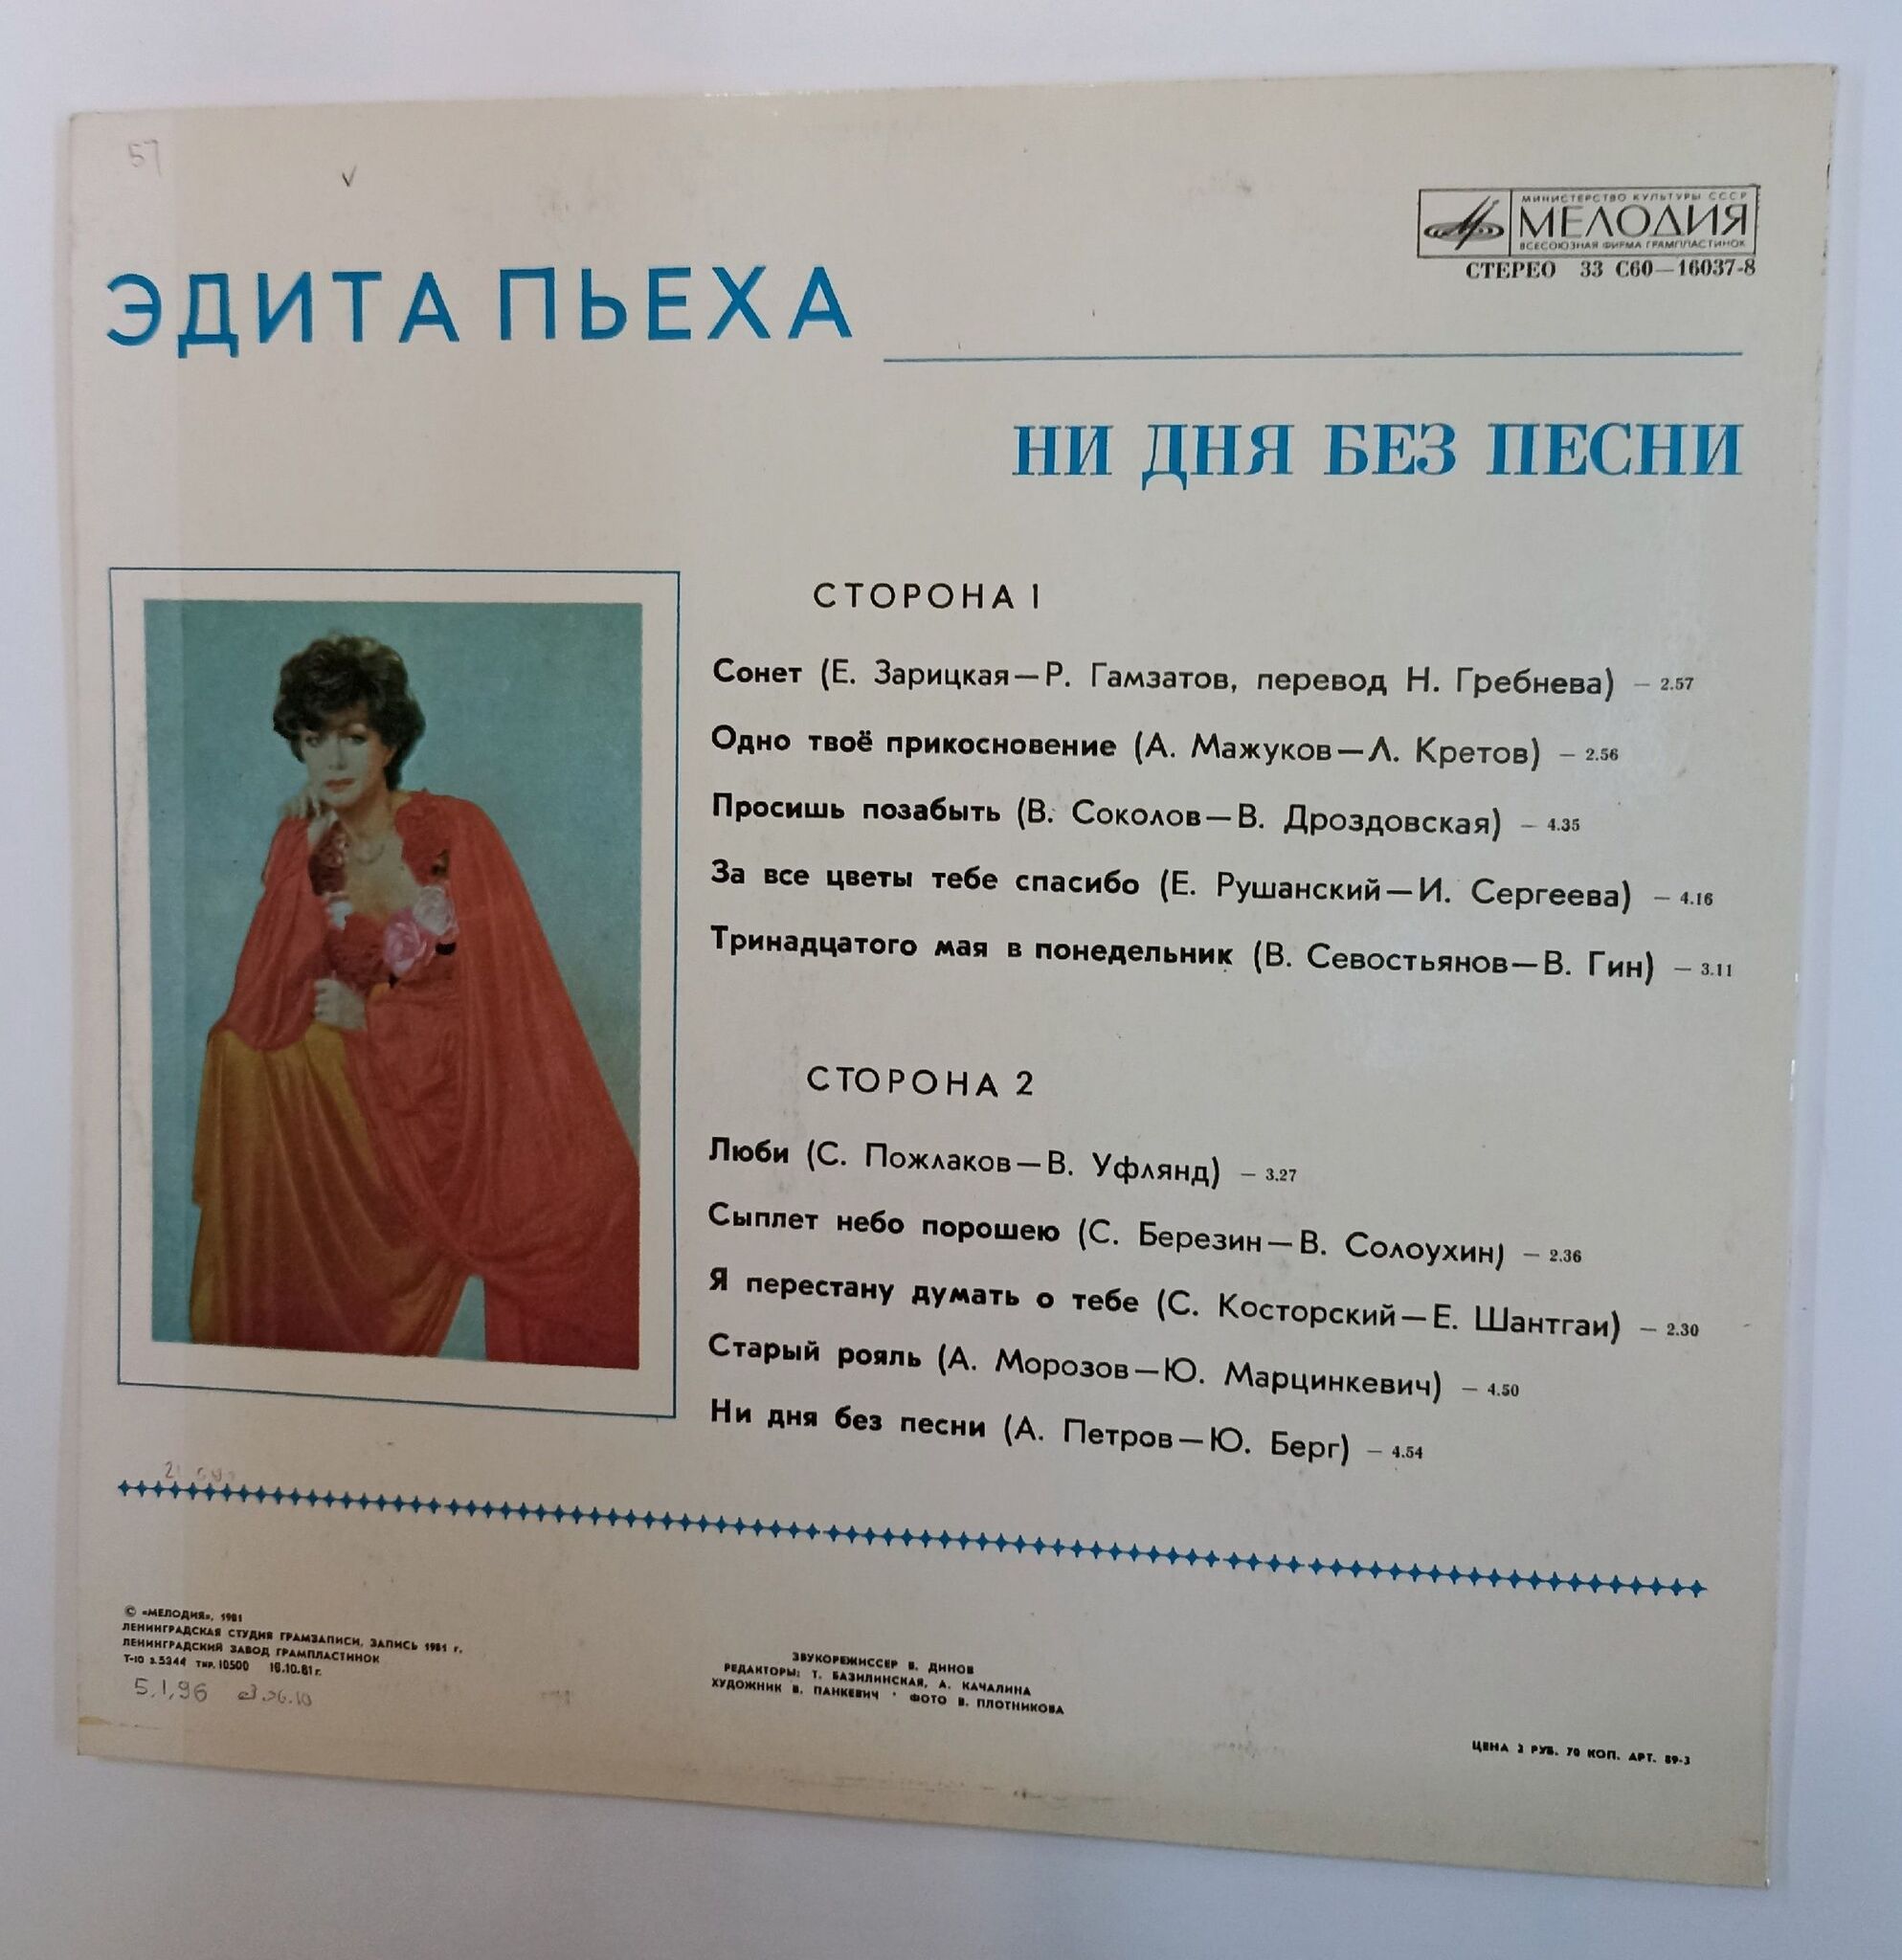 57
V
МИНИСТЕРСТВО КУЛЬТУРЫ СССР
МЕЛОДИЯ
ВСЕСОЮЗНАЯ ФИРМА ГРАМПЛАСТИНОК
СТЕРЕО 33 С60—16037-8
ЭДИТА ПЬЕХА
НИ ДНЯ БЕЗ ПЕСНИ
СТОРОНА 1
Сонет (Е. Зарицкая—Р. Гамзатов, перевод Н. Гребнева) — 2.57
Одно твоё прикосновение (А. Мажуков—Л. Кретов) — 2.56
Просишь позабыть (В. Соколов—В. Дроздовская) — 4.35
За все цветы тебе спасибо (Е. Рушанский—И. Сергеева) — 4.16
Тринадцатого мая в понедельник (В. Севостьянов—В. Гин) — 3.11
СТОРОНА 2
Люби (С. Пожлаков—В. Уфлянд) — 3.27
Сыплет небо порошею (С. Березин—В. Солоухин) — 2.36
Я перестану думать о тебе (С. Косторский—Е. Шантгаи) — 2.30
Старый рояль (А. Морозов—Ю. Марцинкевич) — 4.50
Ни дня без песни (А. Петров—Ю. Берг) — 4.54
© «МЕЛОДИЯ», 1981
ЛЕНИНГРАДСКАЯ СТУДИЯ ГРАМЗАПИСИ. ЗАПИСЬ 1981 г.
ЛЕНИНГРАДСКИЙ ЗАВОД ГРАМПЛАСТИНОК
Т-10 з.5344 тир. 10500 16.10.81 г.
5.1.96
ЗВУКОРЕЖИССЕР В. ДИНОВ
РЕДАКТОРЫ: Т. БАЗИЛИНСКАЯ, А. КАЧАЛИНА
ХУДОЖНИК В. ПАНКЕВИЧ · ФОТО В. ПЛОТНИКОВА
ЦЕНА 2 РУБ. 70 КОП. АРТ. 89-3